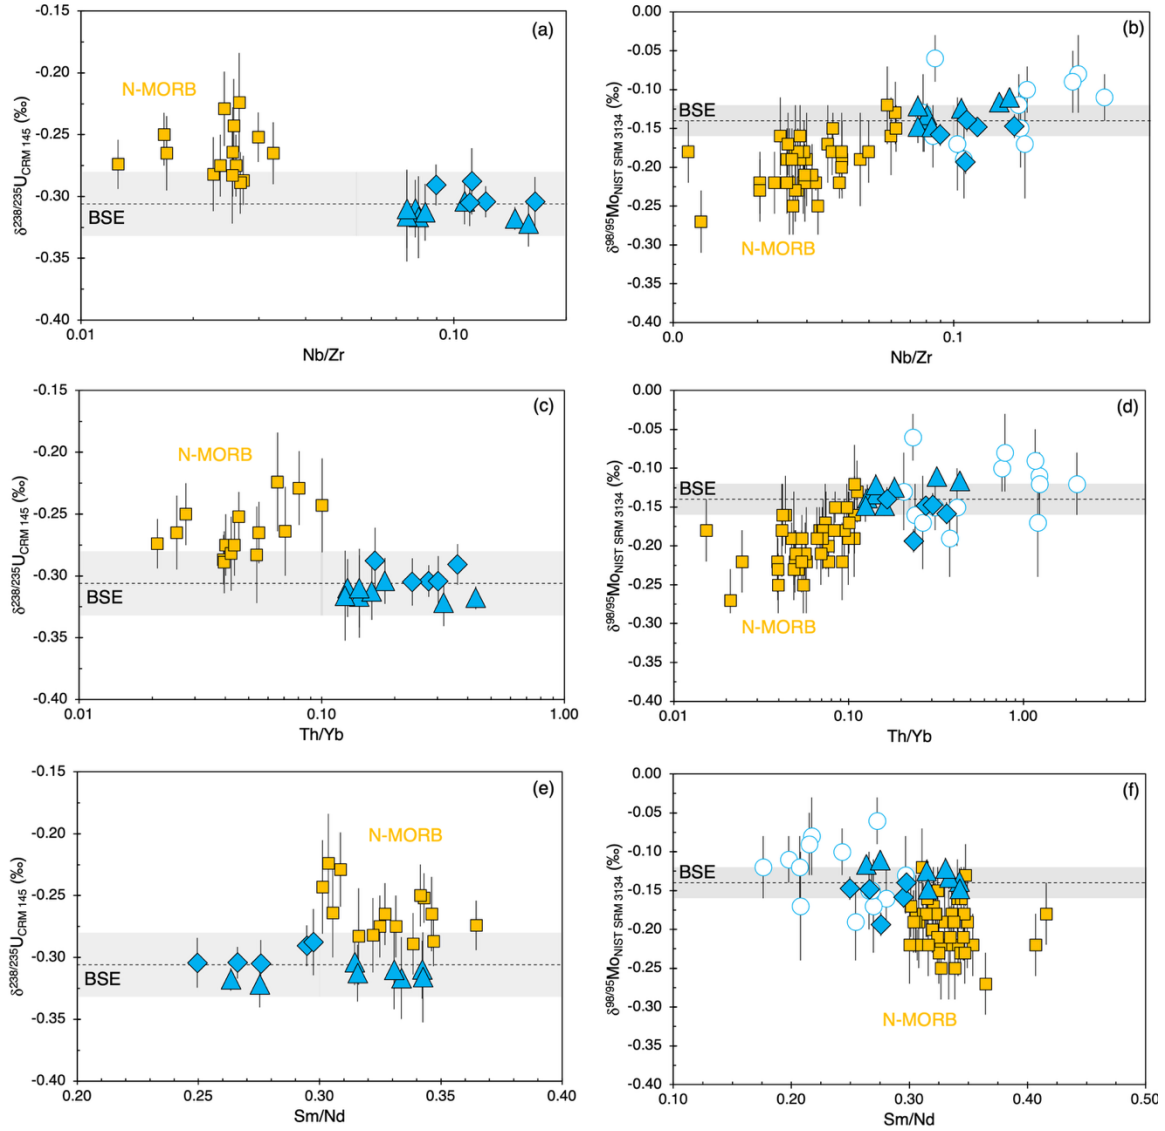 (a)
δ238/235UCRM 145 (‰)
-0.15
-0.20
-0.25
-0.30
-0.35
-0.40
N-MORB
BSE
0.01
0.10
Nb/Zr
(b)
δ98/95MoNIST SRM 3134 (‰)
0.00
-0.05
-0.10
-0.15
-0.20
-0.25
-0.30
-0.35
-0.40
BSE
N-MORB
0.0
0.1
Nb/Zr
(c)
δ238/235UCRM 145 (‰)
-0.15
-0.20
-0.25
-0.30
-0.35
-0.40
N-MORB
BSE
0.01
0.10
1.00
Th/Yb
(d)
δ98/95MoNIST SRM 3134 (‰)
0.00
-0.05
-0.10
-0.15
-0.20
-0.25
-0.30
-0.35
-0.40
BSE
N-MORB
0.01
0.10
1.00
Th/Yb
(e)
δ238/235UCRM 145 (‰)
-0.15
-0.20
-0.25
-0.30
-0.35
-0.40
N-MORB
BSE
0.20
0.25
0.30
0.35
0.40
Sm/Nd
(f)
δ98/95MoNIST SRM 3134 (‰)
0.00
-0.05
-0.10
-0.15
-0.20
-0.25
-0.30
-0.35
-0.40
BSE
N-MORB
0.10
0.20
0.30
0.40
0.50
Sm/Nd